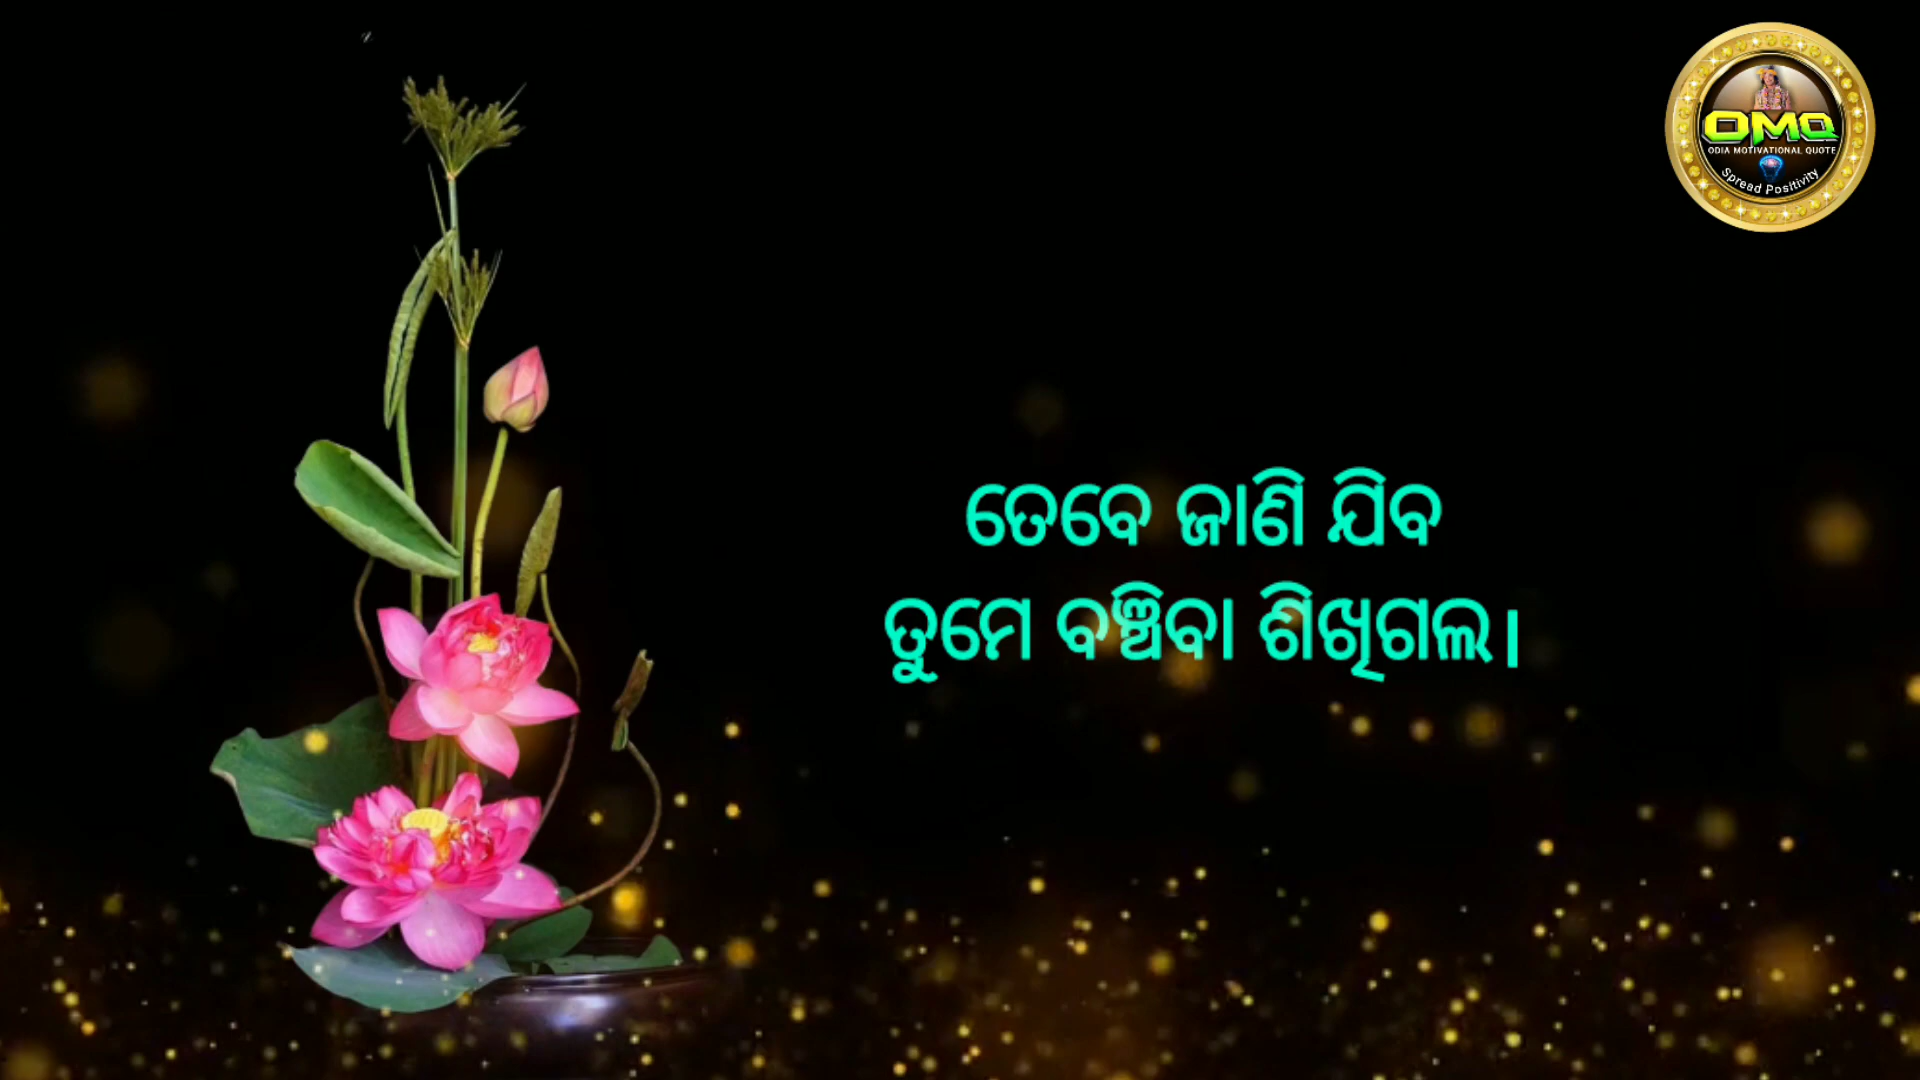 OMQ
ODIA MOTIVATIONAL QUOTE
Spread Positivity
ତେବେ ଜାଣି ଯିବ
ତୁମେ ବଞ୍ଚିବା ଶିଖିଗଲ।